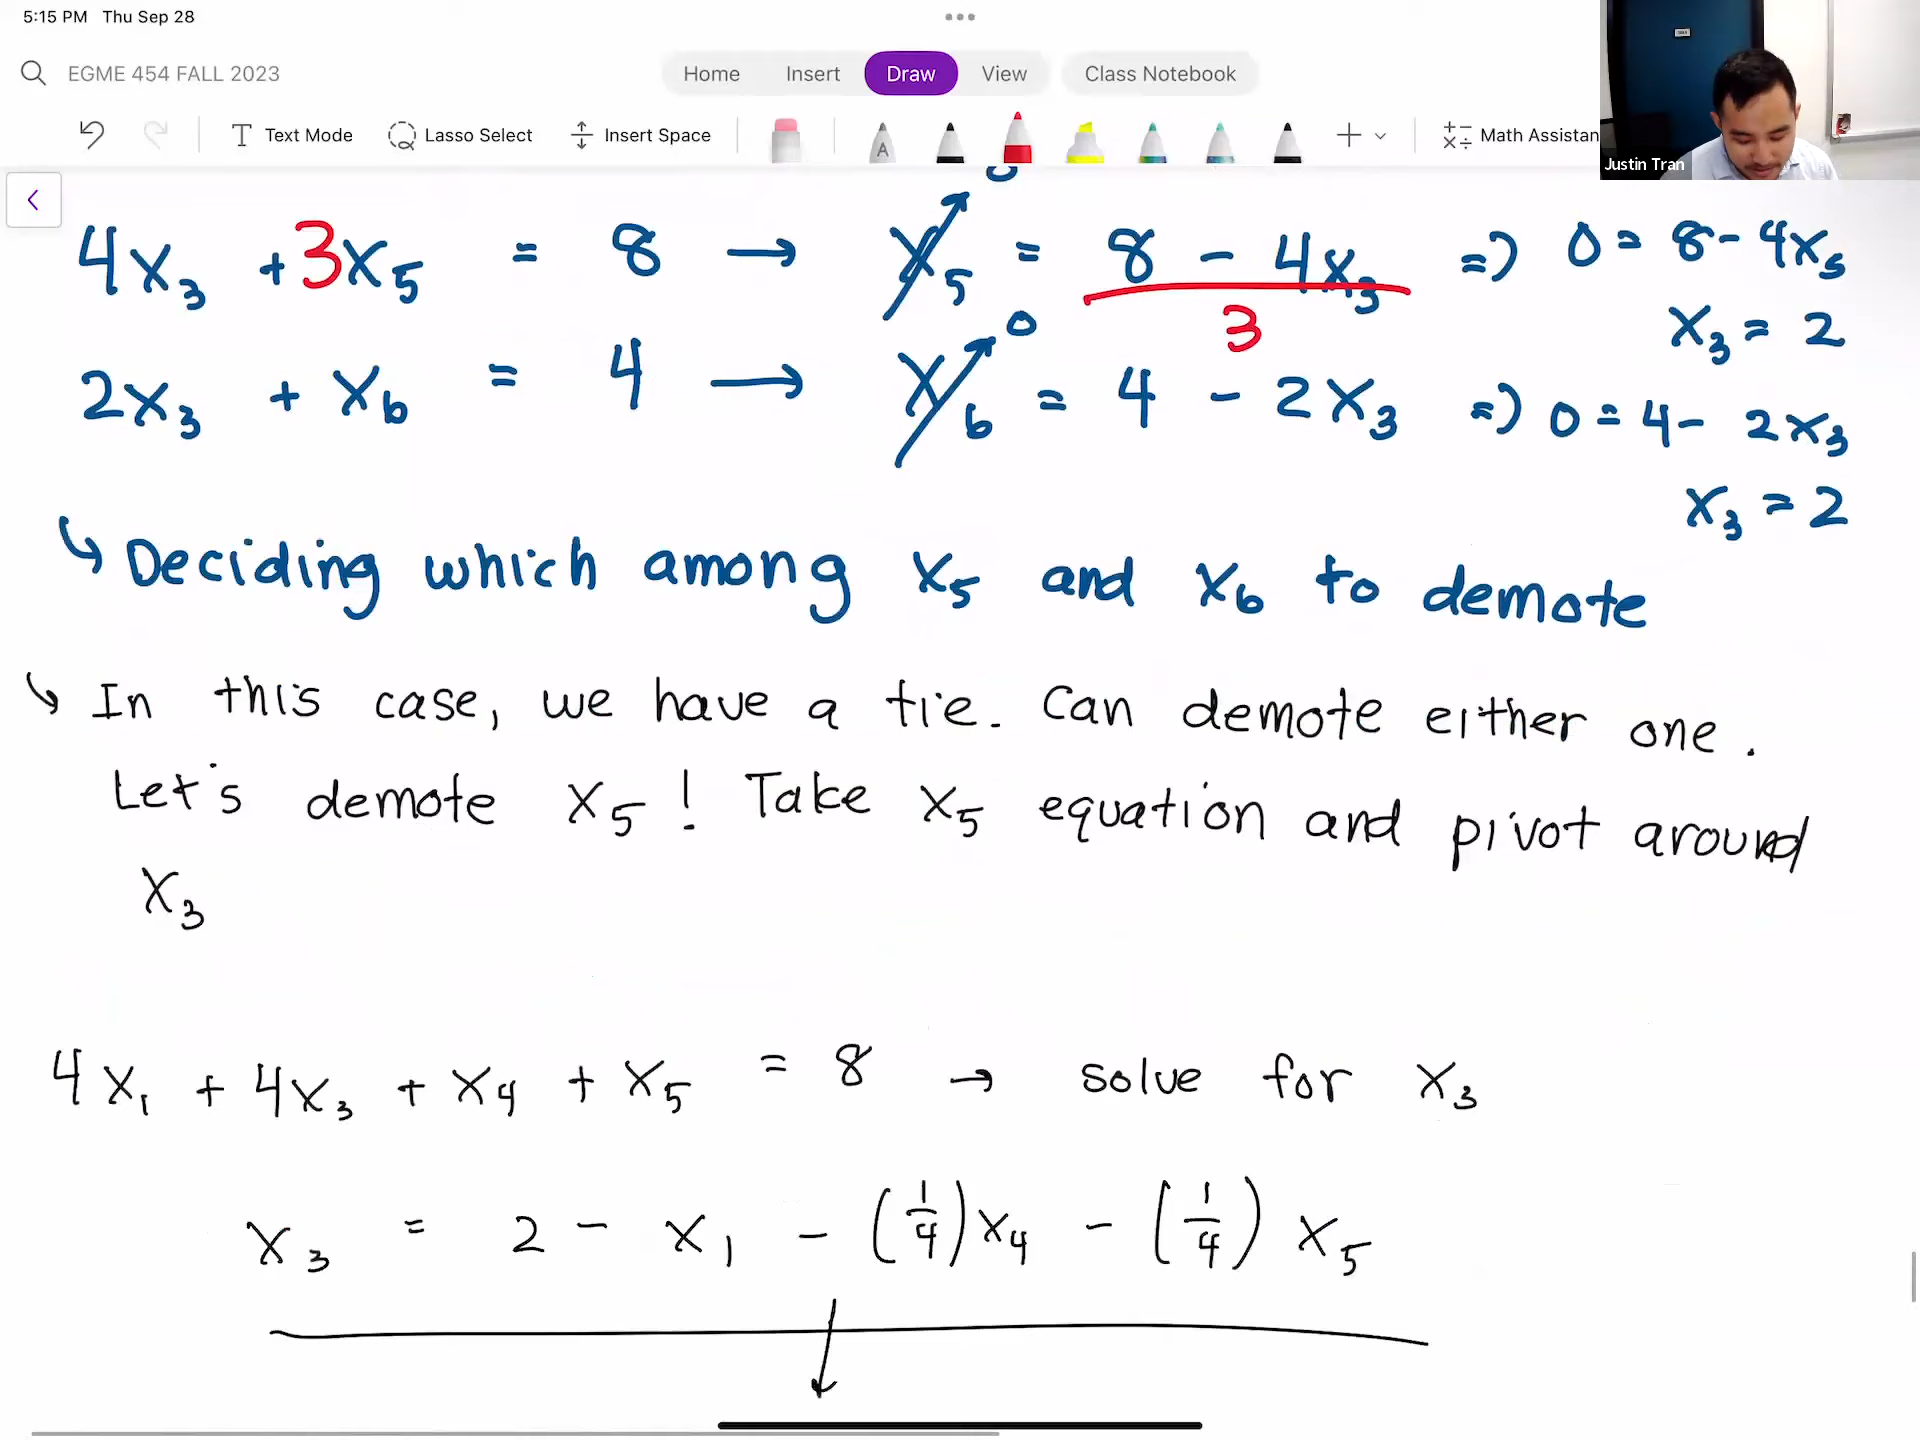 5:15 PM Thu Sep 28
EGME 454 FALL 2023
Home Insert Draw View Class Notebook
Text Mode Lasso Select Insert Space A Math Assistan
Justin Tran
4x₃ + 3x₅ = 8 → x₅ = 8 - 4x₃ / 3 => 0 = 8 - 4x₅
x₃ = 2
2x₃ + x₆ = 4 → x₆ 0 = 4 - 2x₃ => 0 = 4 - 2x₃
x₃ = 2
↳ Deciding which among x₅ and x₆ to demote
↳ In this case, we have a tie. Can demote either one.
Let's demote x₅! Take x₅ equation and pivot around
x₃
4x₁ + 4x₃ + x₄ + x₅ = 8 → solve for x₃
x₃ = 2 - x₁ - (1/4)x₄ - (1/4)x₅